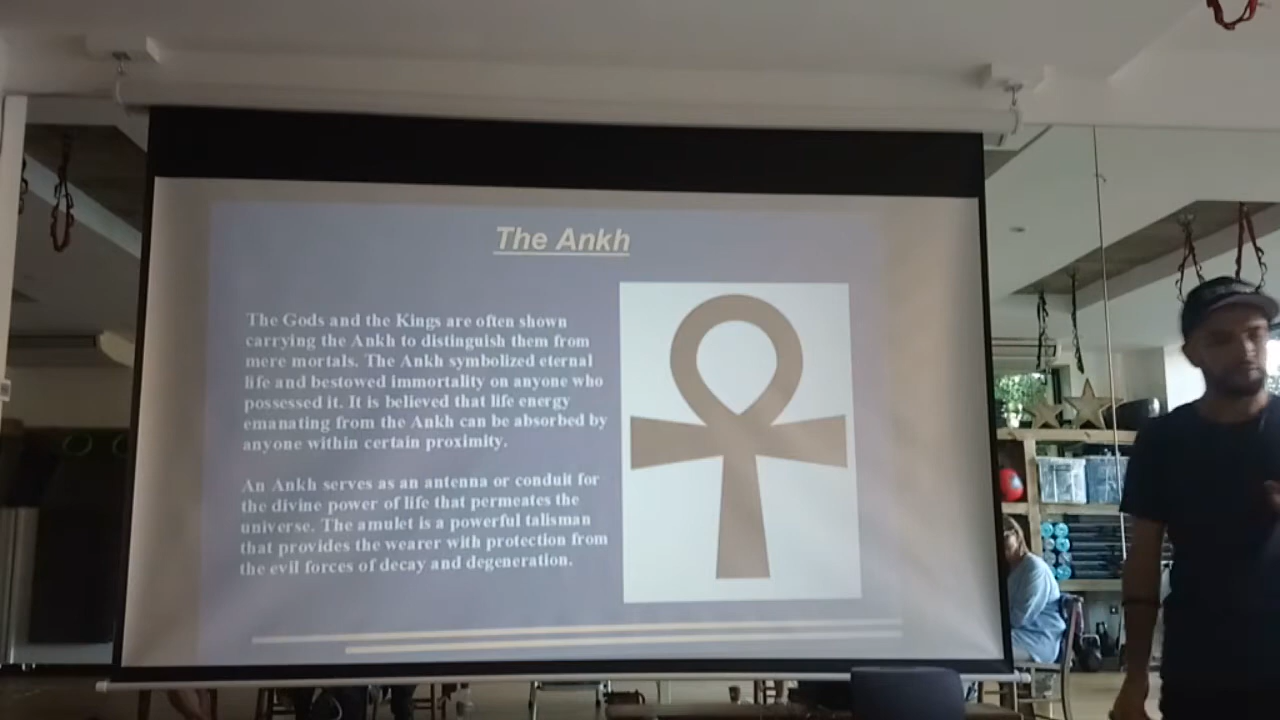 The Ankh
The Gods and the Kings are often shown
carrying the Ankh to distinguish them from
mere mortals. The Ankh symbolized eternal
life and bestowed immortality on anyone who
possessed it. It is believed that life energy
emanating from the Ankh can be absorbed by
anyone within certain proximity.
An Ankh serves as an antenna or conduit for
the divine power of life that permeates the
universe. The amulet is a powerful talisman
that provides the wearer with protection from
the evil forces of decay and degeneration.